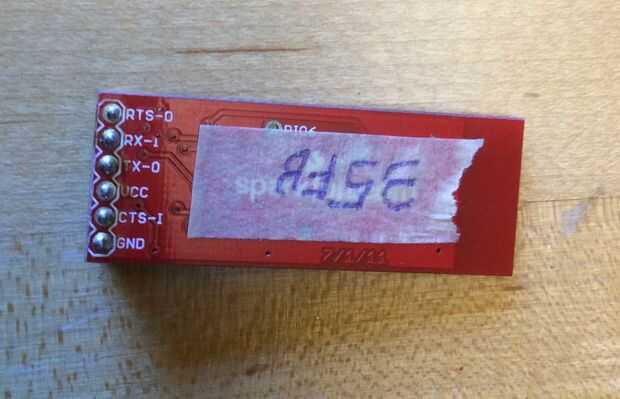 RTS-O
RX-I
TX-O
VCC
CTS-I
GND
PIO6
7/1/11